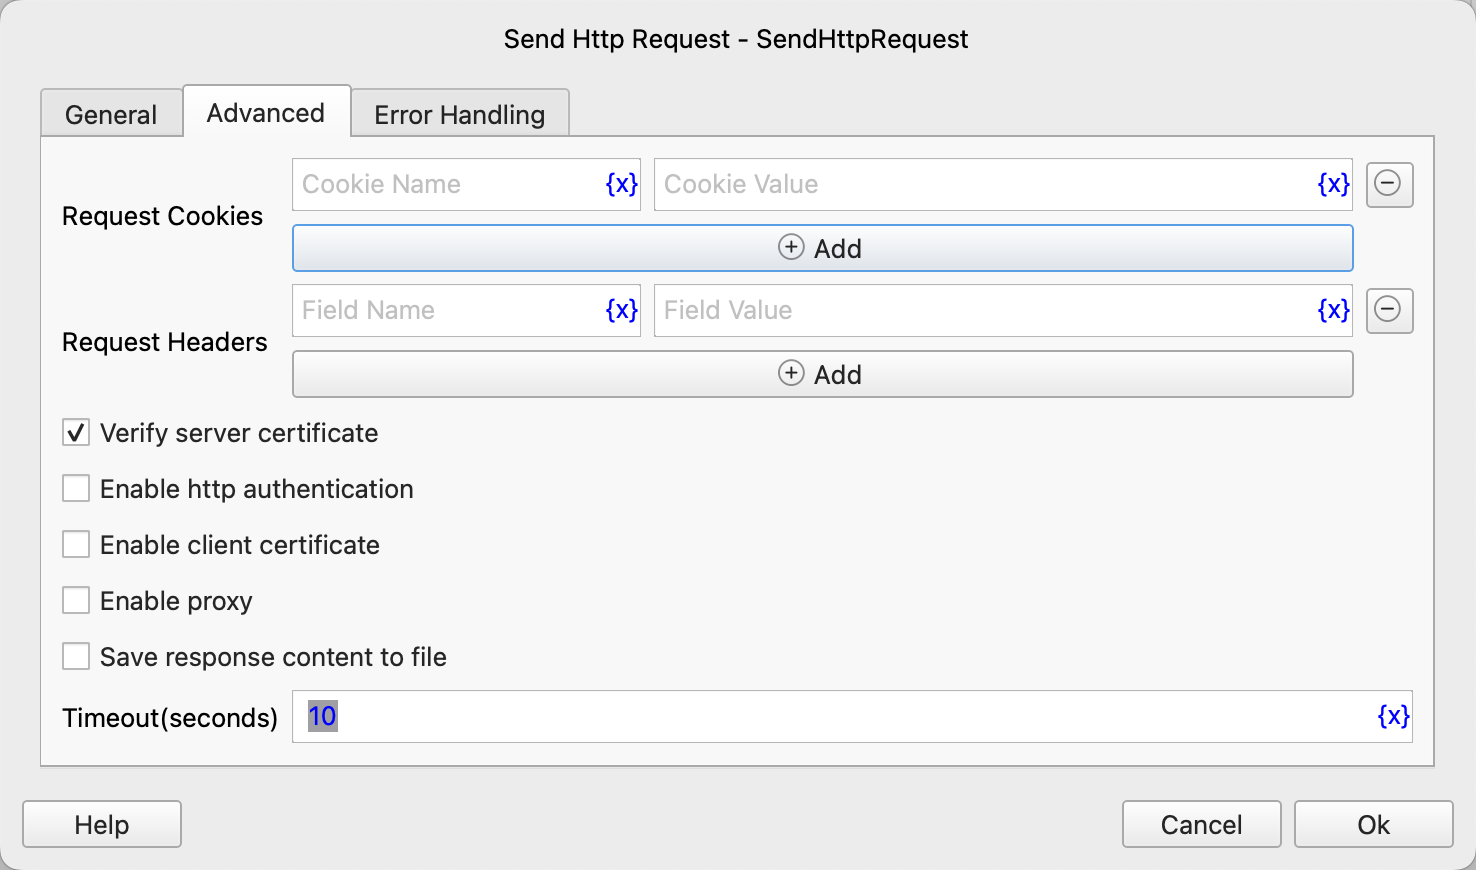 Send Http Request - SendHttpRequest
General Advanced Error Handling
Cookie Name {x} Cookie Value {x}
Request Cookies
Add
Field Name {x} Field Value {x}
Request Headers
Add
Verify server certificate
Enable http authentication
Enable client certificate
Enable proxy
Save response content to file
Timeout(seconds) 10 {x}
Help Cancel Ok